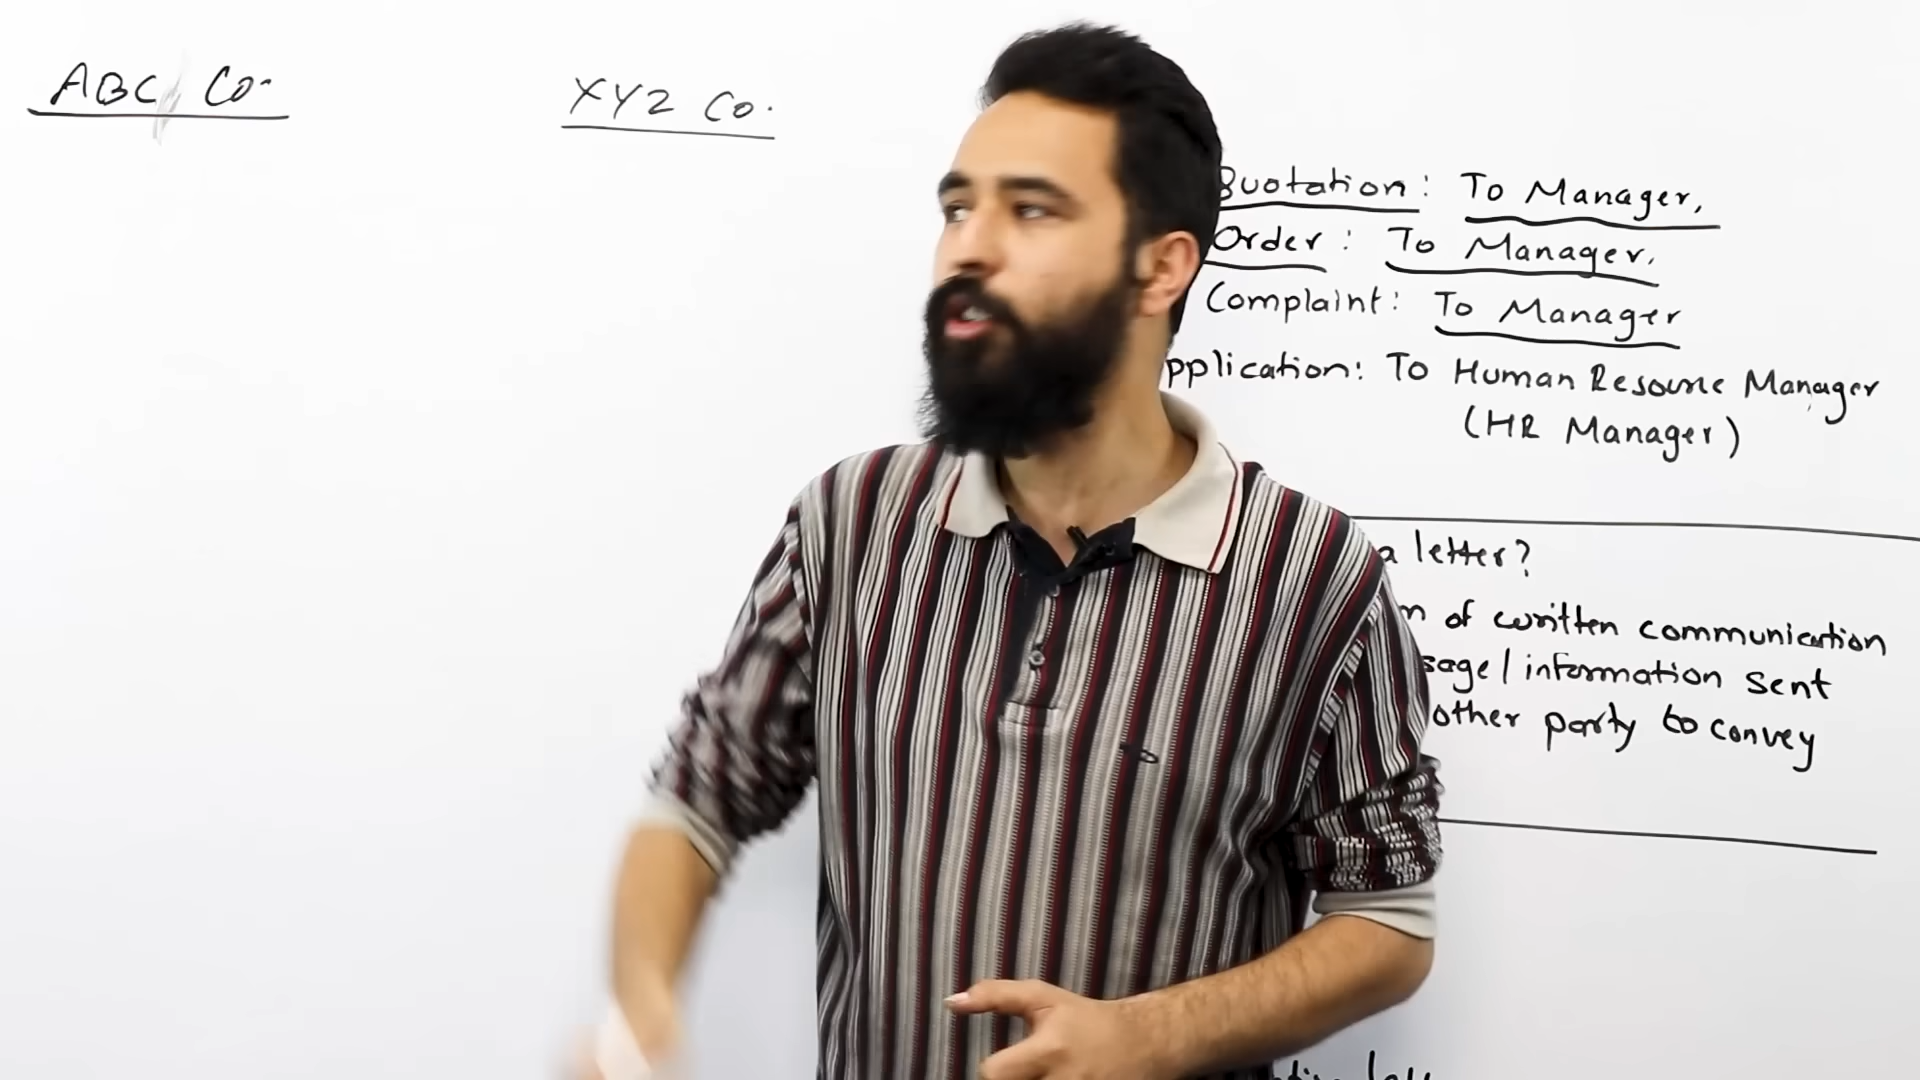 ABC Co.
XYZ Co.
Quotation: To Manager,
Order: To Manager,
Complaint: To Manager
pplication: To Human Resource Manager
(HR Manager)
a letter?
of written communication
sage/information sent
other party to convey